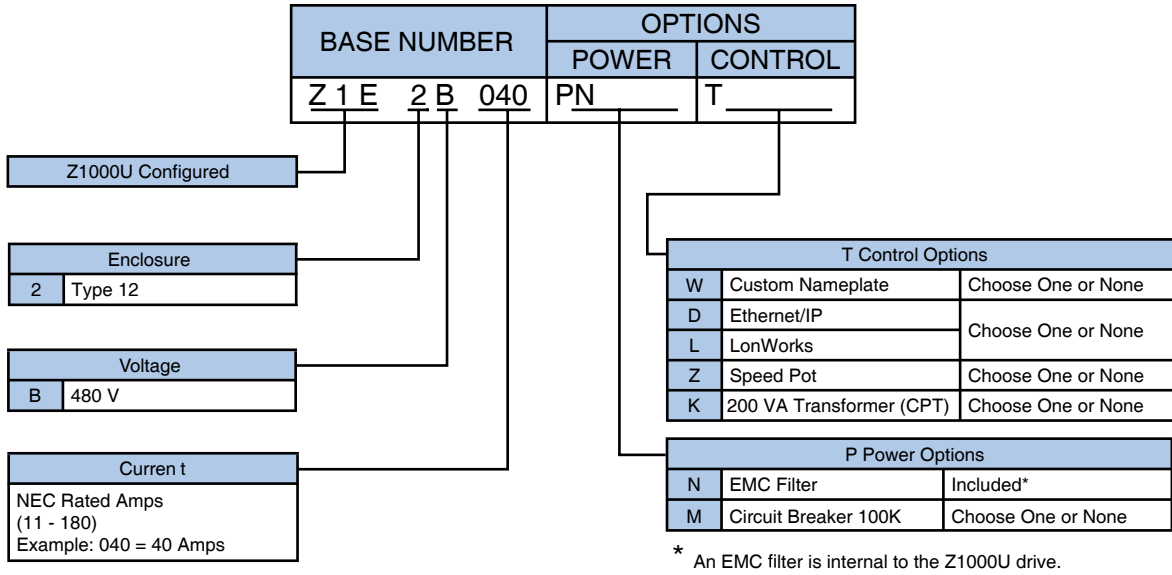 BASE NUMBER
OPTIONS
POWER
CONTROL
Z 1 E 2 B 040
PN
T
Z1000U Configured
Enclosure
2 Type 12
Voltage
B 480 V
Curren t
NEC Rated Amps
(11 - 180)
Example: 040 = 40 Amps
T Control Options
W Custom Nameplate Choose One or None
D Ethernet/IP Choose One or None
L LonWorks
Z Speed Pot Choose One or None
K 200 VA Transformer (CPT) Choose One or None
P Power Options
N EMC Filter Included*
M Circuit Breaker 100K Choose One or None
* An EMC filter is internal to the Z1000U drive.